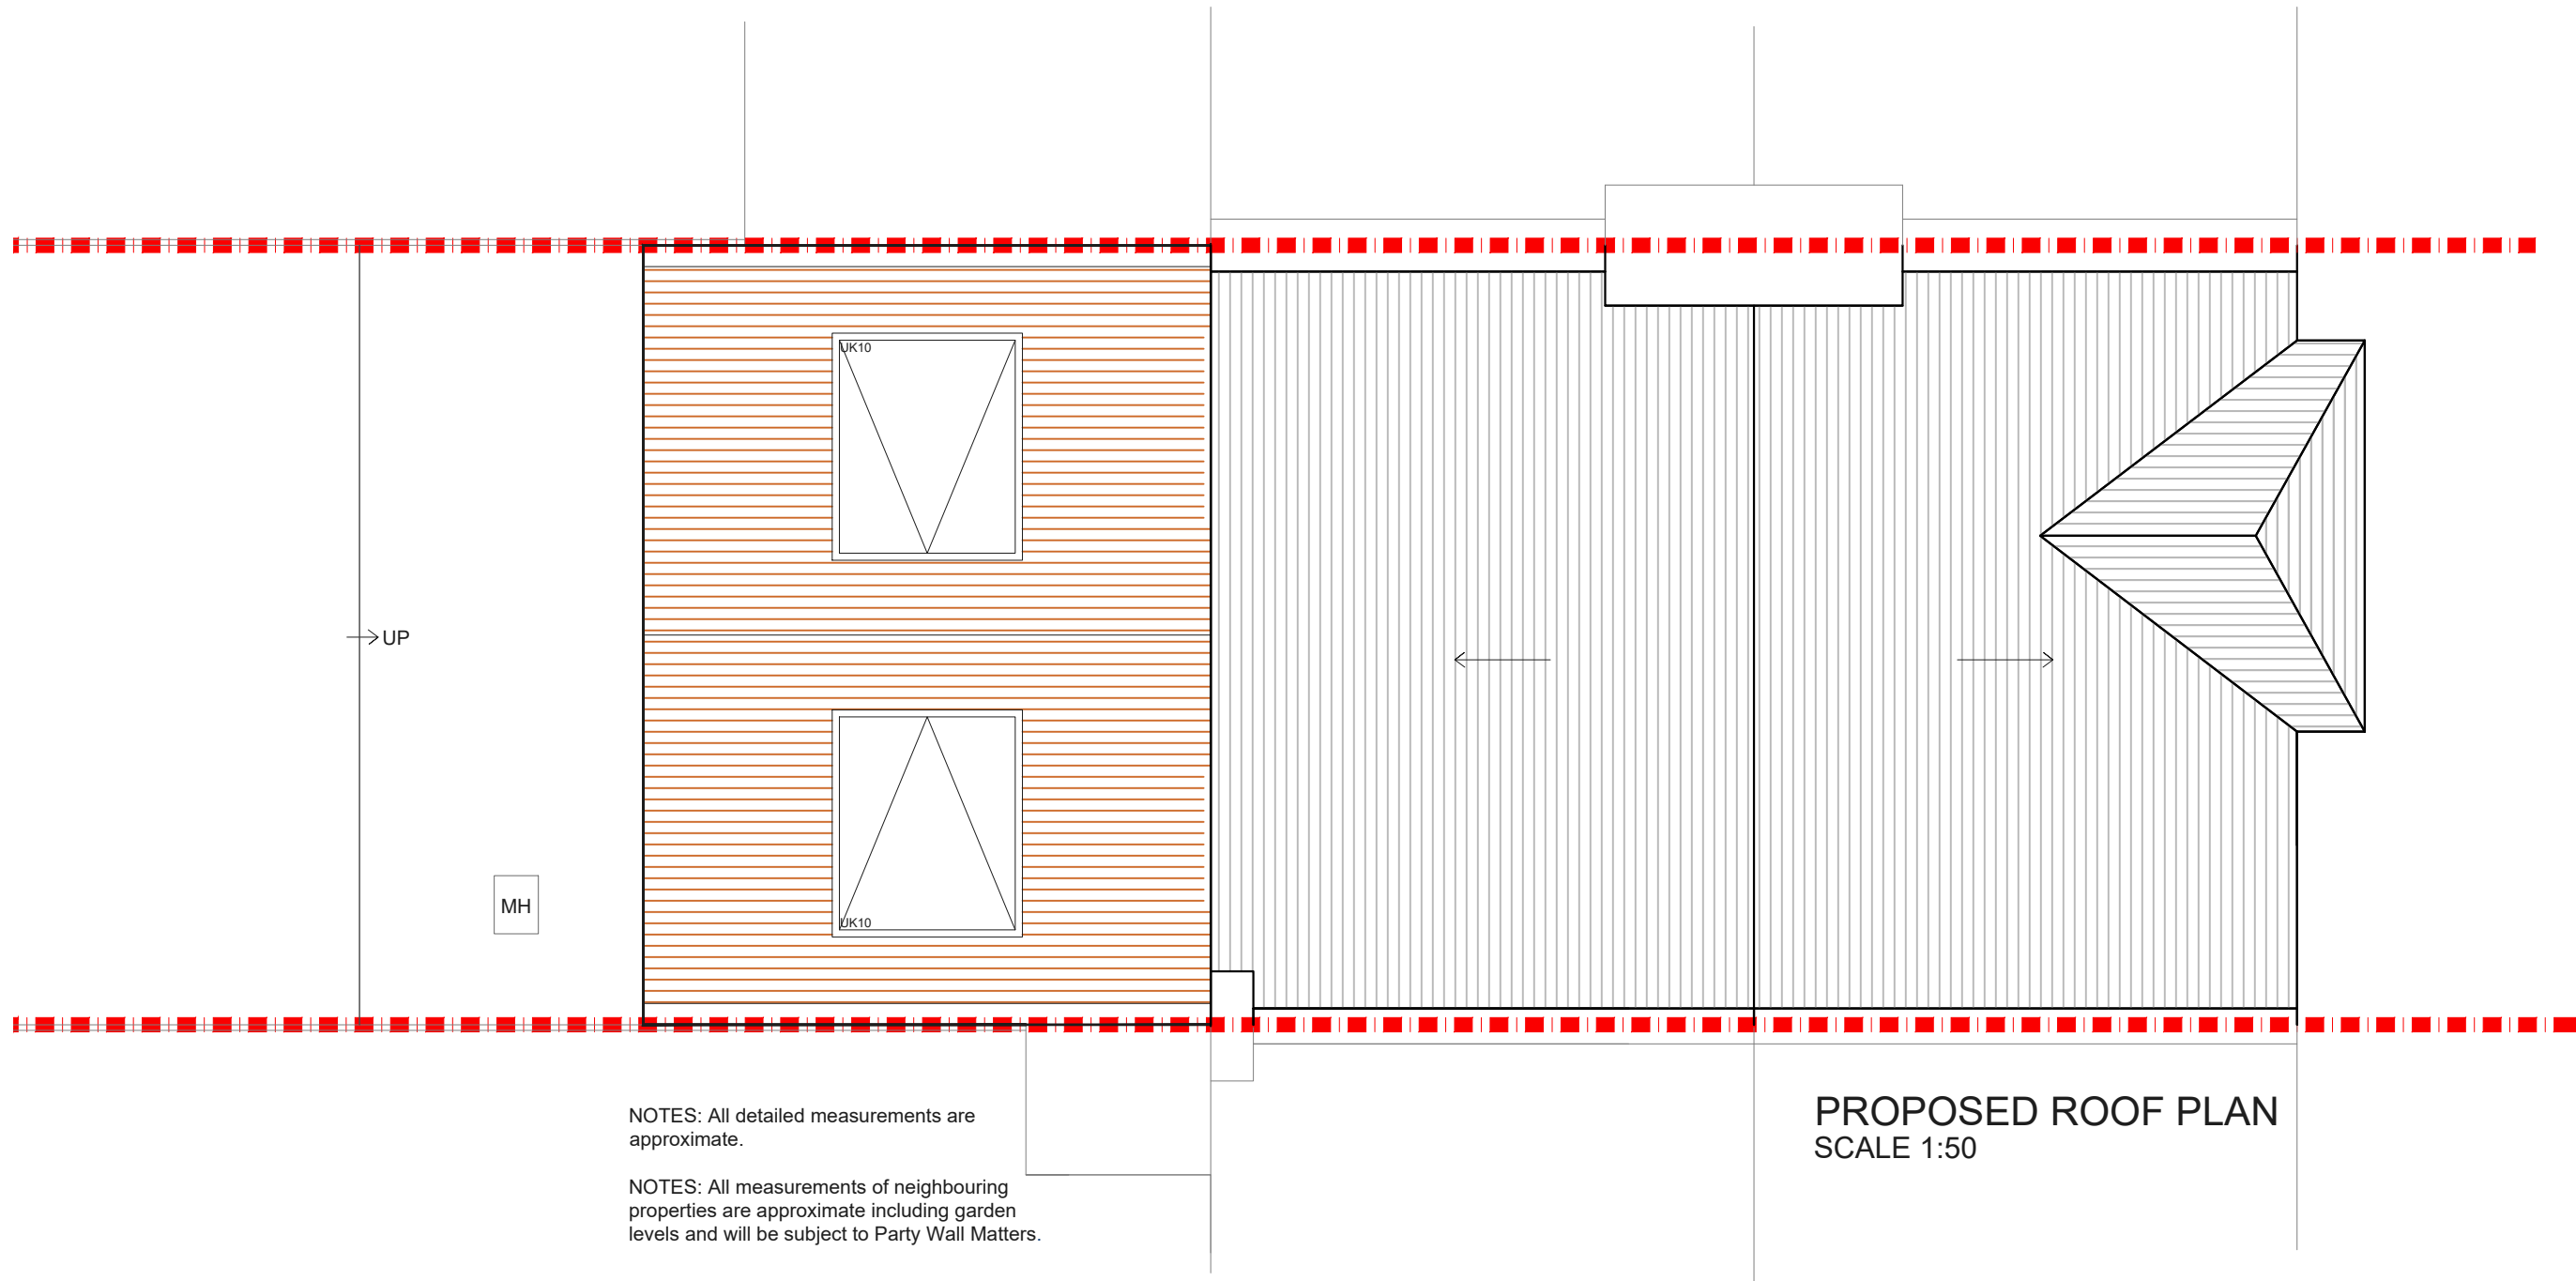 UK10
UP
UK10
MH
NOTES: All detailed measurements are
approximate.
NOTES: All measurements of neighbouring
properties are approximate including garden
levels and will be subject to Party Wall Matters.
PROPOSED ROOF PLAN
SCALE 1:50